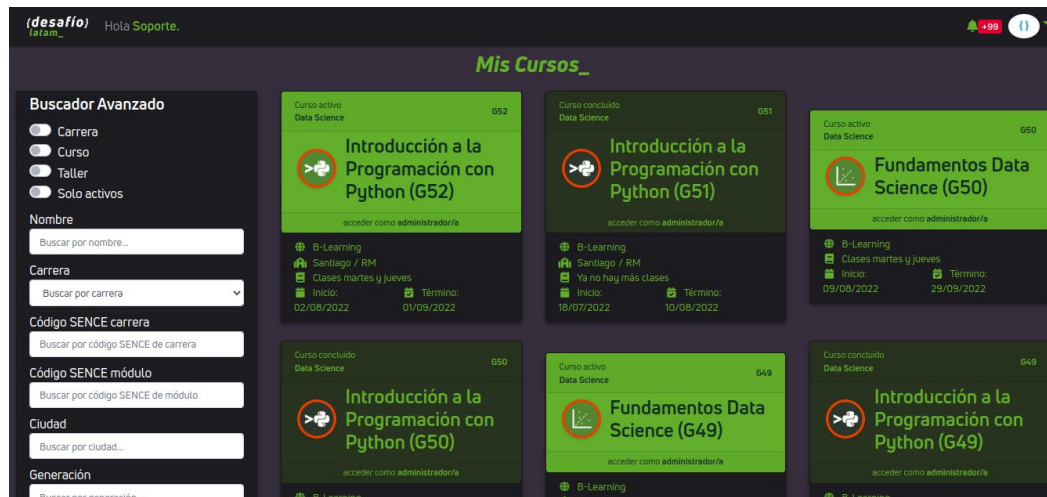 {desafío}
latam_
Hola Soporte.
+99
{}
Mis Cursos_
Buscador Avanzado
Carrera
Curso
Taller
Solo activos
Nombre
Buscar por nombre...
Carrera
Buscar por carrera
Código SENCE carrera
Buscar por código SENCE de carrera
Código SENCE módulo
Buscar por código SENCE de módulo
Ciudad
Buscar por ciudad...
Generación
Buscar por generación
Curso activo
Data Science
G52
Introducción a la
Programación con
Python (G52)
acceder como administrador/a
B-Learning
Santiago / RM
Clases martes y jueves
Inicio: Término:
02/08/2022 01/09/2022
Curso concluido
Data Science
G51
Introducción a la
Programación con
Python (G51)
acceder como administrador/a
B-Learning
Santiago / RM
Ya no hay más clases
Inicio: Término:
18/07/2022 10/08/2022
Curso activo
Data Science
G50
Fundamentos Data
Science (G50)
acceder como administrador/a
B-Learning
Clases martes y jueves
Inicio: Término:
09/08/2022 29/09/2022
Curso concluido
Data Science
G50
Introducción a la
Programación con
Python (G50)
acceder como administrador/a
B-Learning
Curso activo
Data Science
G49
Fundamentos Data
Science (G49)
acceder como administrador/a
B-Learning
Curso concluido
Data Science
G49
Introducción a la
Programación con
Python (G49)
acceder como administrador/a
B-Learning